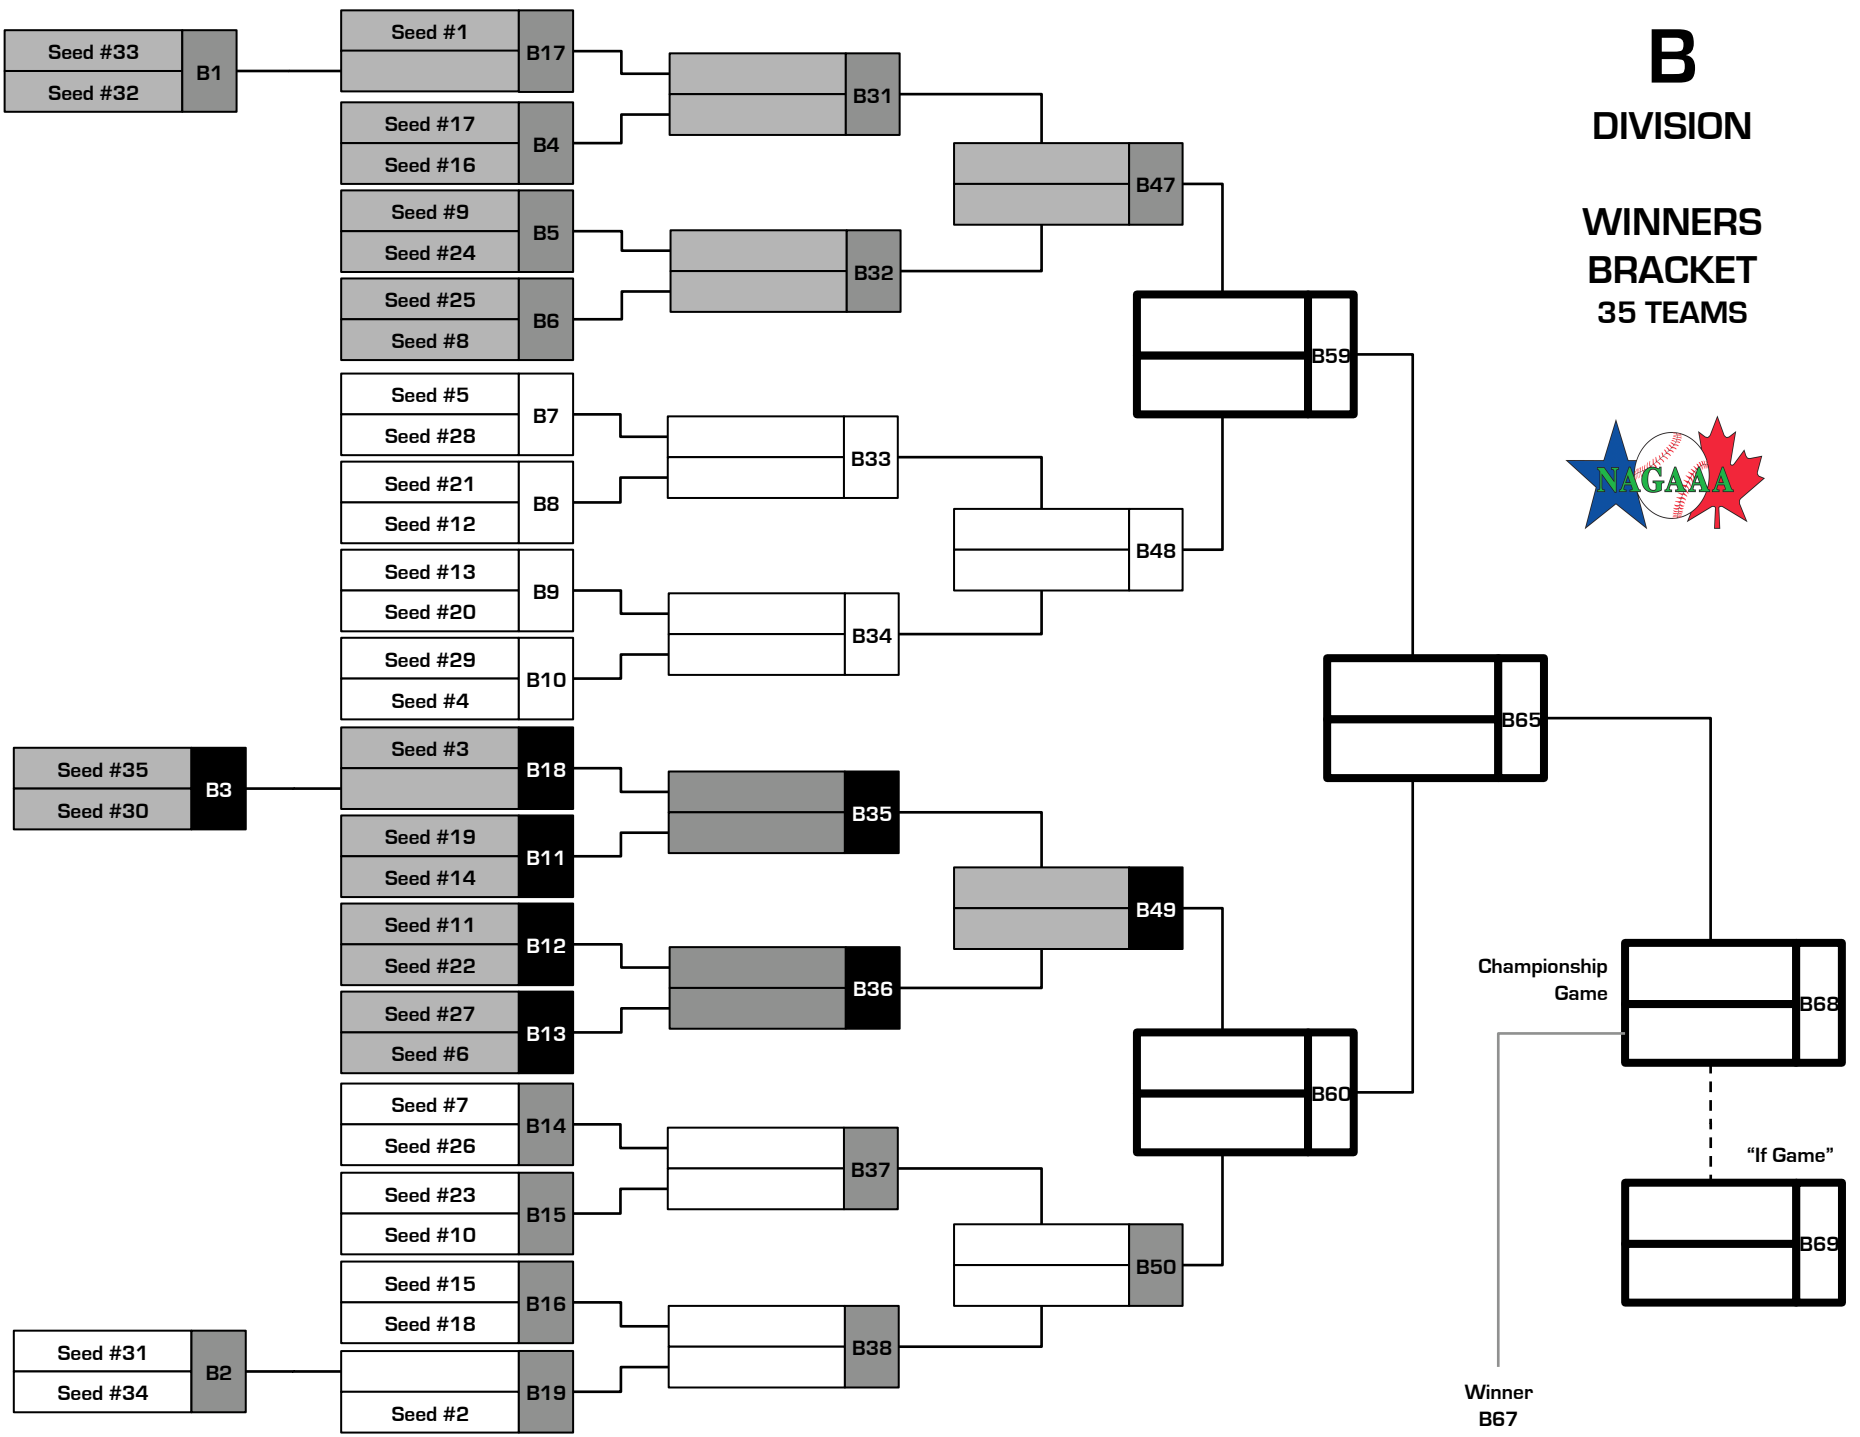 Seed #33
Seed #32
B1
Seed #35
Seed #30
B3
Seed #31
Seed #34
B2
Seed #1
B17
Seed #17
Seed #16
B4
Seed #9
Seed #24
B5
Seed #25
Seed #8
B6
Seed #5
Seed #28
B7
Seed #21
Seed #12
B8
Seed #13
Seed #20
B9
Seed #29
Seed #4
B10
Seed #3
B18
Seed #19
Seed #14
B11
Seed #11
Seed #22
B12
Seed #27
Seed #6
B13
Seed #7
Seed #26
B14
Seed #23
Seed #10
B15
Seed #15
Seed #18
B16
Seed #2
B19
B31
B32
B33
B34
B35
B36
B37
B38
B47
B48
B49
B50
B59
B60
B65
B
DIVISION
WINNERS
BRACKET
35 TEAMS
NAGAAA
Championship
Game
B68
“If Game”
B69
Winner
B67